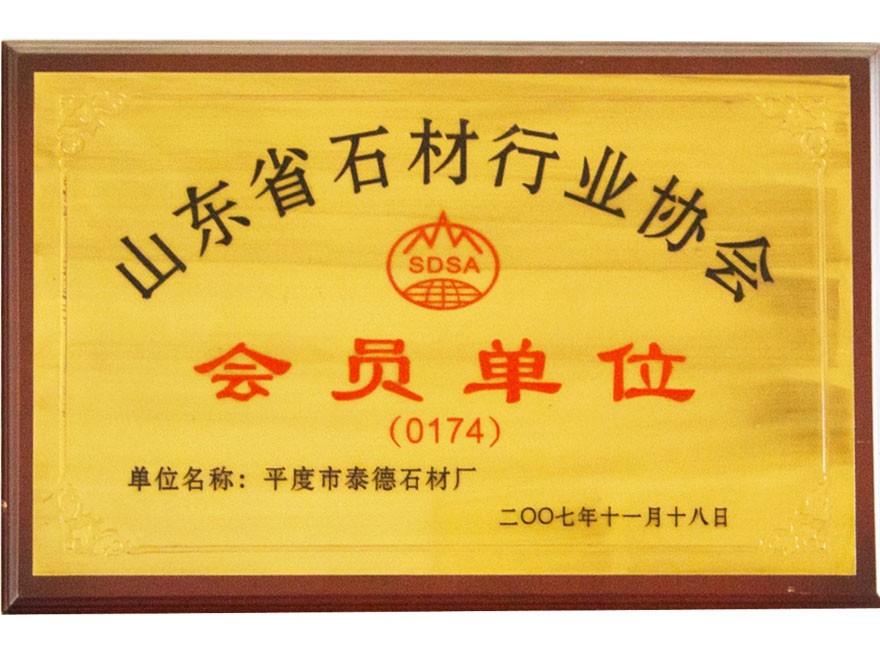 山东省石材行业协会
SDSA
会员单位
（0174）
单位名称：平度市泰德石材厂
二OO七年十一月十八日